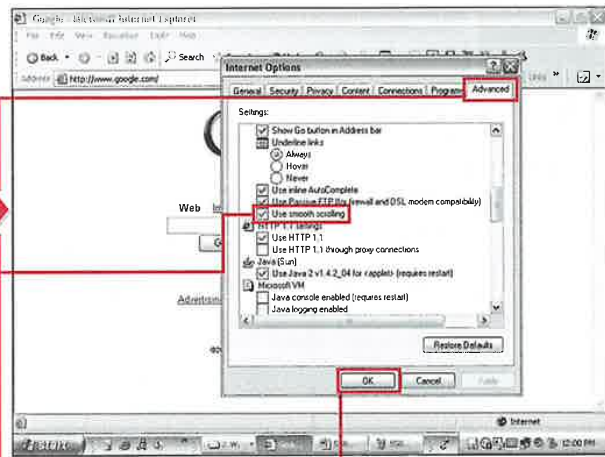 Google - Microsoft Internet Explorer
File Edit View Favorites Tools Help
Back Search
Address http://www.google.com/ Links »
Internet Options
General Security Privacy Content Connections Programs Advanced
Settings:
Show Go button in Address bar
Underline links
Always
Hover
Never
Use inline AutoComplete
Use Passive FTP (for firewall and DSL modem compatibility)
Use smooth scrolling
HTTP 1.1 settings
Use HTTP 1.1
Use HTTP 1.1 through proxy connections
Java (Sun)
Use Java 2 v1.4.2_04 for <applet> (requires restart)
Microsoft VM
Java console enabled (requires restart)
Java logging enabled
Web
Restore Defaults
OK Cancel Apply
Internet
start 12:00 PM